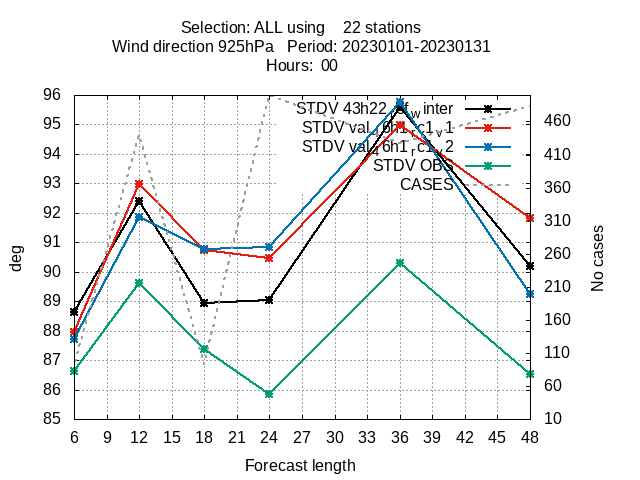 Selection: ALL using 22 stations
Wind direction 925hPa Period: 20230101-20230131
Hours: 00
STDV 43h22
inter
STDV
1
STDV
2
STDV OBS
CASES
96
95
94
93
92
91
90
89
88
87
86
85
460
410
360
310
260
210
160
110
60
10
deg
No cases
6 9 12 15 18 21 24 27 30 33 36 39 42 45 48
Forecast length